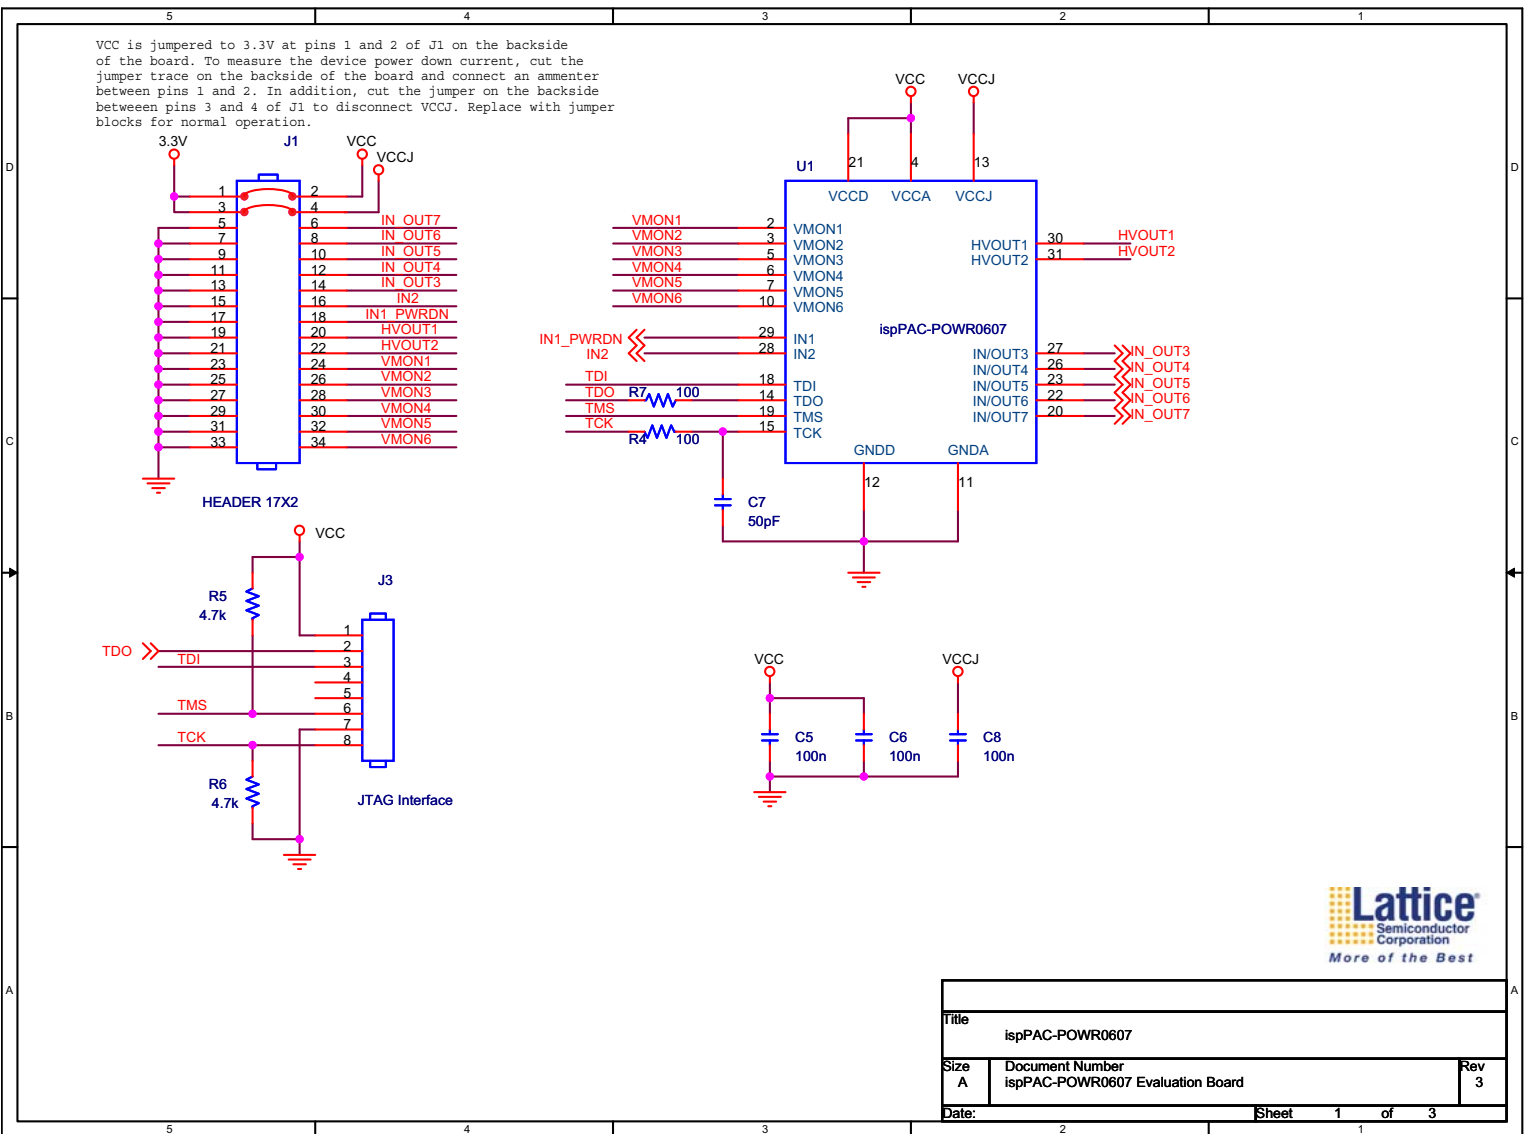 5 4 3 2 1
VCC is jumpered to 3.3V at pins 1 and 2 of J1 on the backside
of the board. To measure the device power down current, cut the
jumper trace on the backside of the board and connect an ammenter
between pins 1 and 2. In addition, cut the jumper on the backside
betweeen pins 3 and 4 of J1 to disconnect VCCJ. Replace with jumper
blocks for normal operation.
D
D
C
C
B
B
A
A
3.3V
J1
VCC
VCCJ
1 2
3 4
5 6 IN_OUT7
7 8 IN_OUT6
9 10 IN_OUT5
11 12 IN_OUT4
13 14 IN_OUT3
15 16 IN2
17 18 IN1_PWRDN
19 20 HVOUT1
21 22 HVOUT2
23 24 VMON1
25 26 VMON2
27 28 VMON3
29 30 VMON4
31 32 VMON5
33 34 VMON6
HEADER 17X2
VCC
VCCJ
U1
21 4 13
VCCD VCCA VCCJ
VMON1 2 VMON1
VMON2 3 VMON2
VMON3 5 VMON3
VMON4 6 VMON4
VMON5 7 VMON5
VMON6 10 VMON6
HVOUT1 30 HVOUT1
HVOUT2 31 HVOUT2
ispPAC-POWR0607
IN1_PWRDN 29 IN1
IN2 28 IN2
IN/OUT3 27 IN_OUT3
IN/OUT4 26 IN_OUT4
IN/OUT5 23 IN_OUT5
IN/OUT6 22 IN_OUT6
IN/OUT7 20 IN_OUT7
TDI 18 TDI
TDO R7 100 14 TDO
TMS 19 TMS
TCK R4 100 15 TCK
GNDD GNDA
12 11
C7
50pF
VCC
J3
R5
4.7k
1
TDO 2
TDI 3
4
5
TMS 6
7
TCK 8
R6
4.7k
JTAG Interface
VCC
VCCJ
C5
100n
C6
100n
C8
100n
Lattice®
Semiconductor
Corporation
More of the Best
Title
ispPAC-POWR0607
Size
A
Document Number
ispPAC-POWR0607 Evaluation Board
Rev
3
Date:
Sheet 1 of 3
5 4 3 2 1